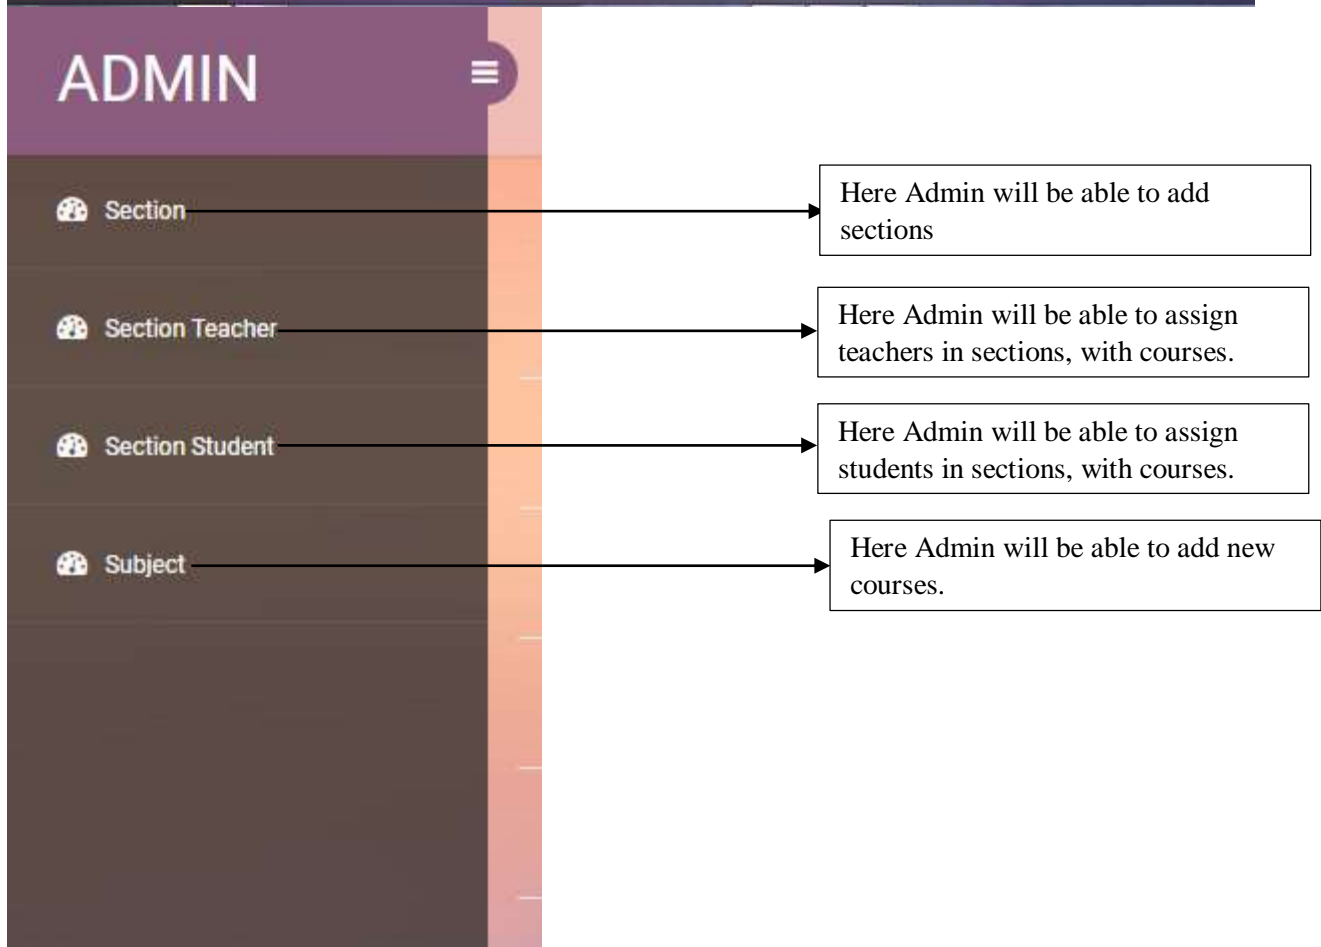 ADMIN
Section
Here Admin will be able to add
sections
Section Teacher
Here Admin will be able to assign
teachers in sections, with courses.
Section Student
Here Admin will be able to assign
students in sections, with courses.
Subject
Here Admin will be able to add new
courses.